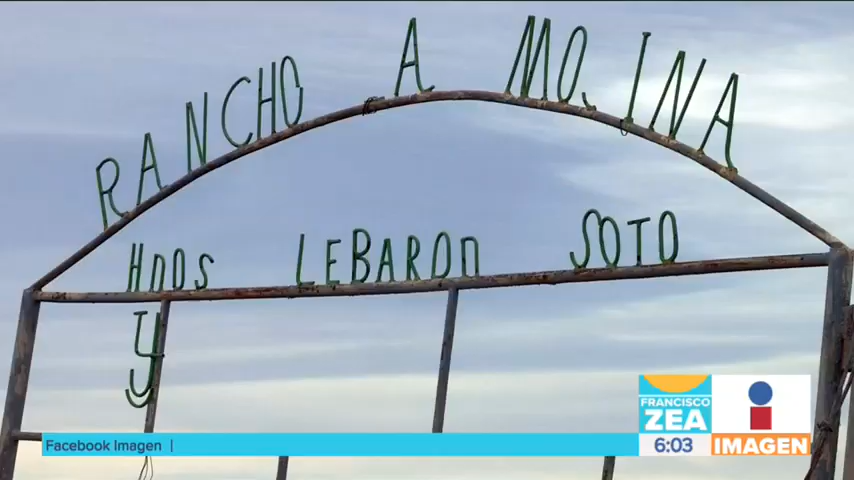 RANCHO A MOLINA
HDOS LEBARON SOTO
Facebook Imagen |
FRANCISCO
ZEA
6:03
i
IMAGEN